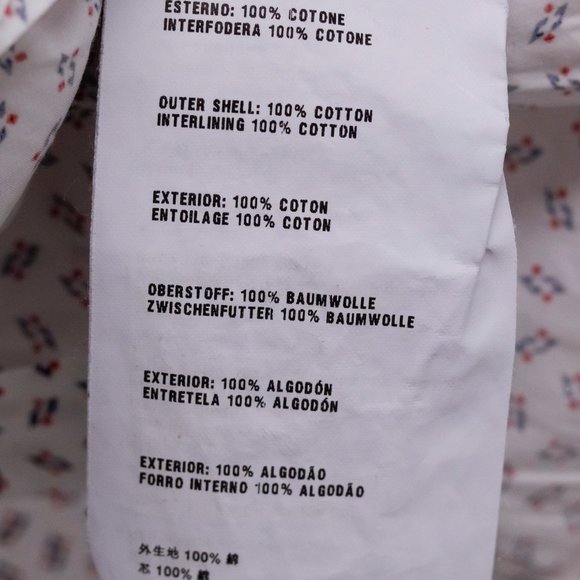 ESTERNO: 100% COTONE
INTERFODERA 100% COTONE
OUTER SHELL: 100% COTTON
INTERLINING 100% COTTON
EXTERIOR: 100% COTON
ENTOILAGE 100% COTON
OBERSTOFF: 100% BAUMWOLLE
ZWISCHENFUTTER 100% BAUMWOLLE
EXTERIOR: 100% ALGODÓN
ENTRETELA 100% ALGODÓN
EXTERIOR: 100% ALGODÃO
FORRO INTERNO 100% ALGODÃO
外生地 100% 綿
芯 100% 綿